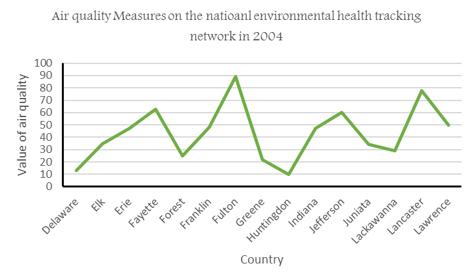 Air quality Measures on the natioanl environmental health tracking
network in 2004
Value of air quality
100
90
80
70
60
50
40
30
20
10
0
Delaware
Elk
Erie
Fayette
Forest
Franklin
Fulton
Greene
Huntingdon
Indiana
Jefferson
Juniata
Lackawanna
Lancaster
Lawrence
Country